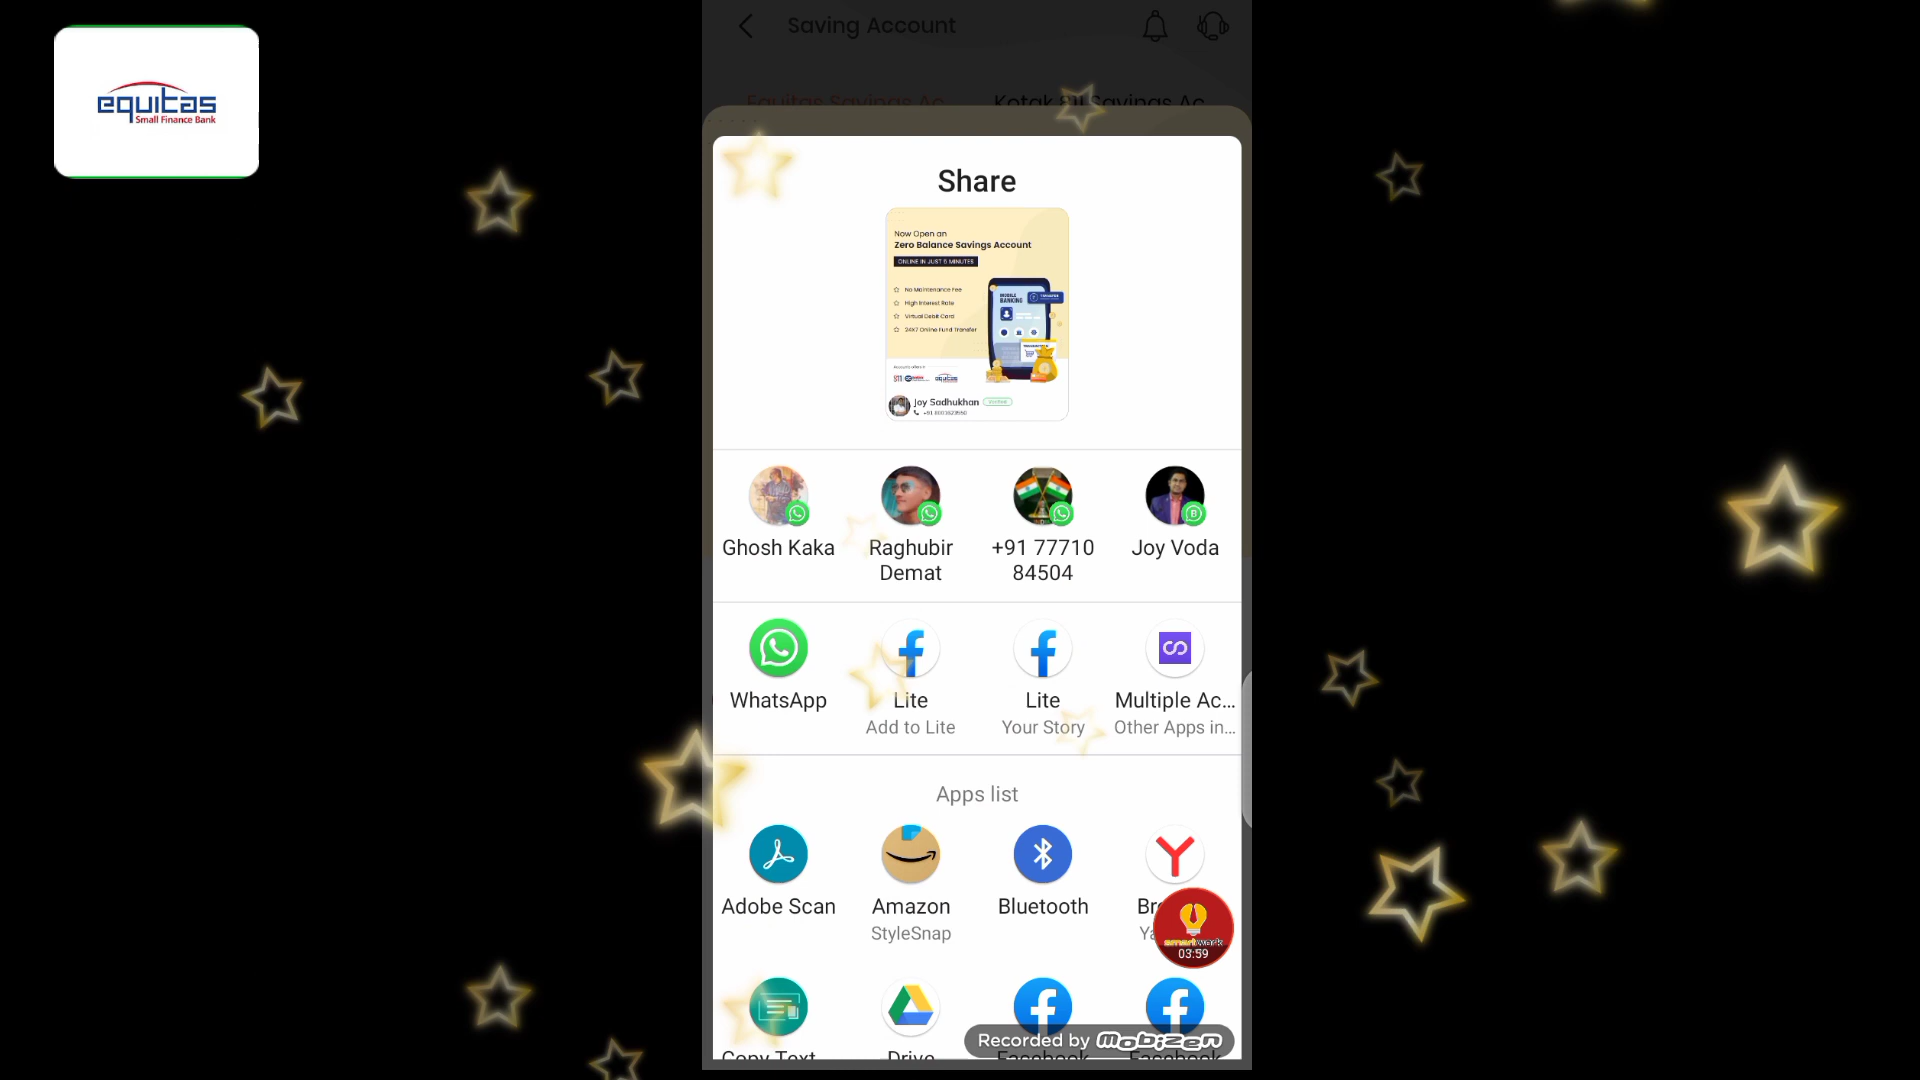 equitas
Small Finance Bank
Saving Account
Equitas Savings Ac
Kotak 811 Savings Ac
Share
Now Open an
Zero Balance Savings Account
ONLINE IN JUST 5 MINUTES
No Maintenance Fee
High Interest Rate
Virtual Debit Card
24x7 Online Fund Transfer
MOBILE
BANKING
Joy Sadhukhan
Verified
Ghosh Kaka
Raghubir
Demat
+91 77710
84504
Joy Voda
WhatsApp
Lite
Add to Lite
Lite
Your Story
Multiple Ac...
Other Apps in...
Apps list
Adobe Scan
Amazon
StyleSnap
Bluetooth
Br
Ya
smartwork
03:59
Copy Text
Drive
Facebook
Facebook
Recorded by Mobizen